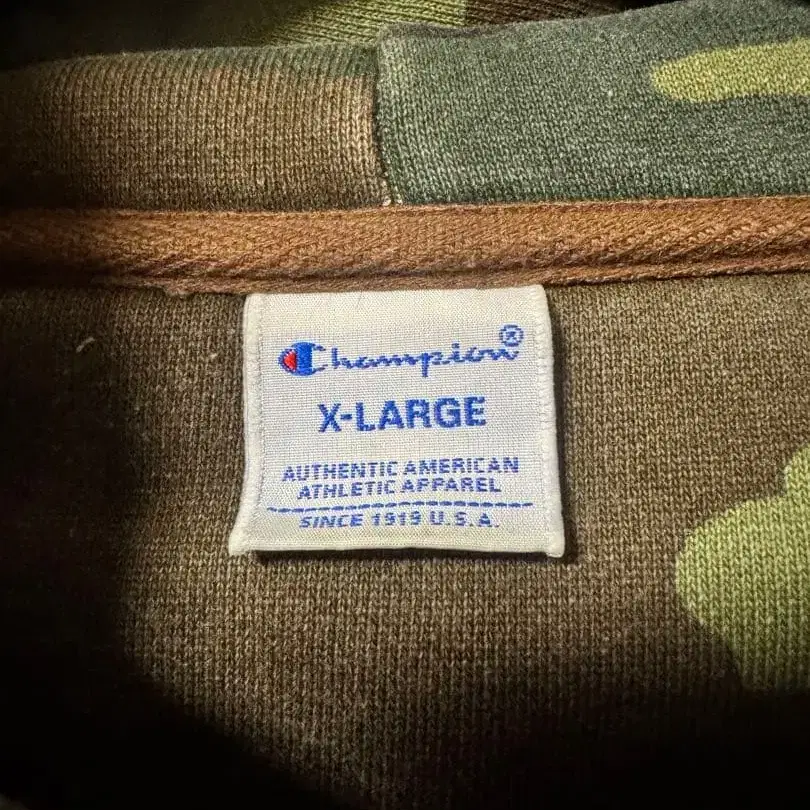 Champion®
X-LARGE
AUTHENTIC AMERICAN
ATHLETIC APPAREL
SINCE 1919 U.S.A.